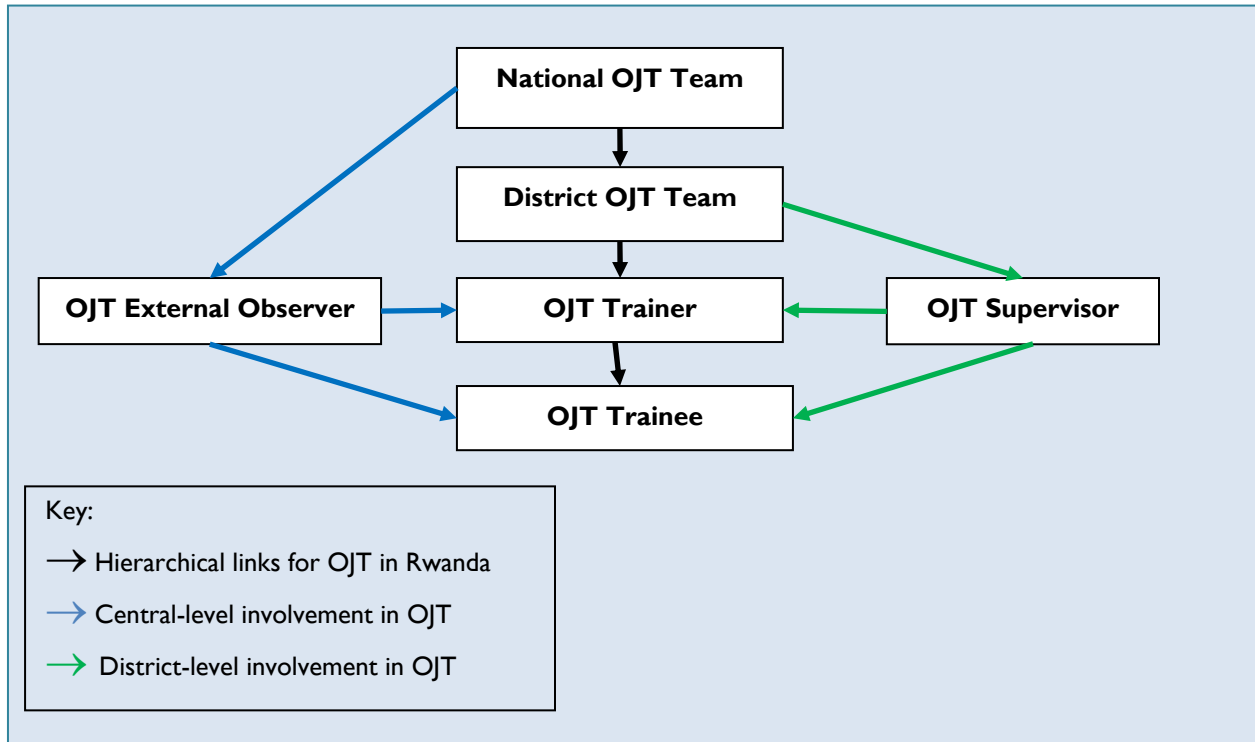 National OJT Team
District OJT Team
OJT External Observer
OJT Trainer
OJT Supervisor
OJT Trainee
Key:
Hierarchical links for OJT in Rwanda
Central-level involvement in OJT
District-level involvement in OJT